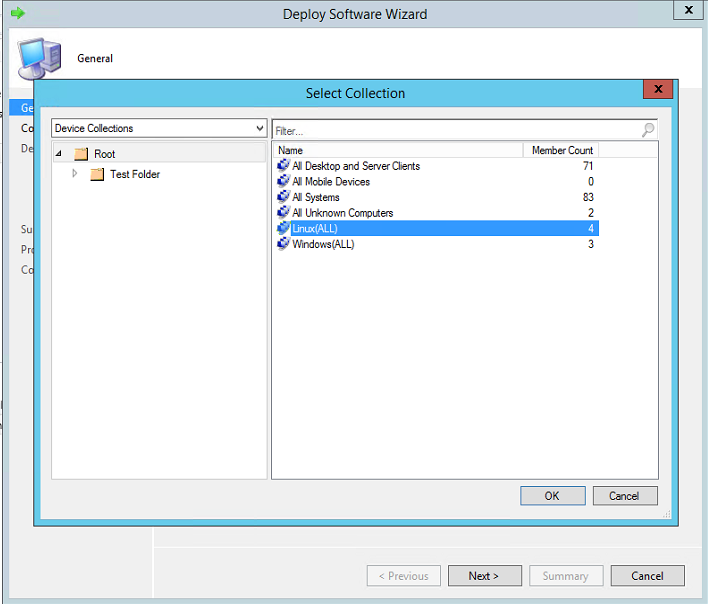 Deploy Software Wizard
x
General
Select Collection
x
Device Collections
Filter...
Root
Test Folder
Name Member Count
All Desktop and Server Clients 71
All Mobile Devices 0
All Systems 83
All Unknown Computers 2
Linux(ALL) 4
Windows(ALL) 3
Ge
Co
De
Su
Pro
Co
OK Cancel
< Previous Next > Summary Cancel